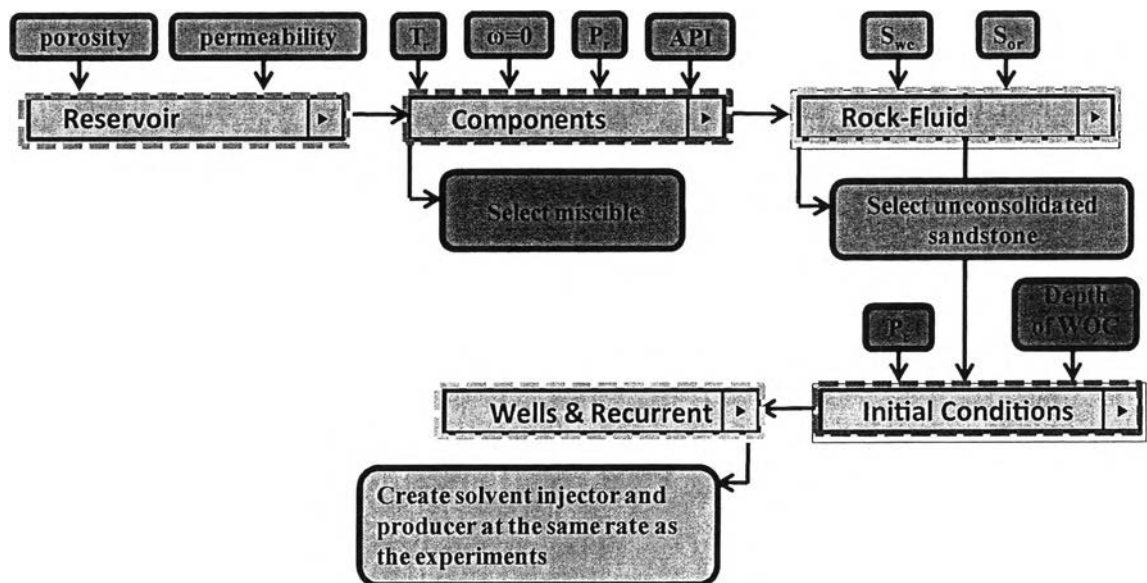 porosity
permeability
Tr
ω=0
Pr
API
Swc
Sor
Reservoir
Components
Rock-Fluid
Select miscible
Select unconsolidated
sandstone
Depth
of WOC
Wells & Recurrent
Initial Conditions
Create solvent injector and
producer at the same rate as
the experiments